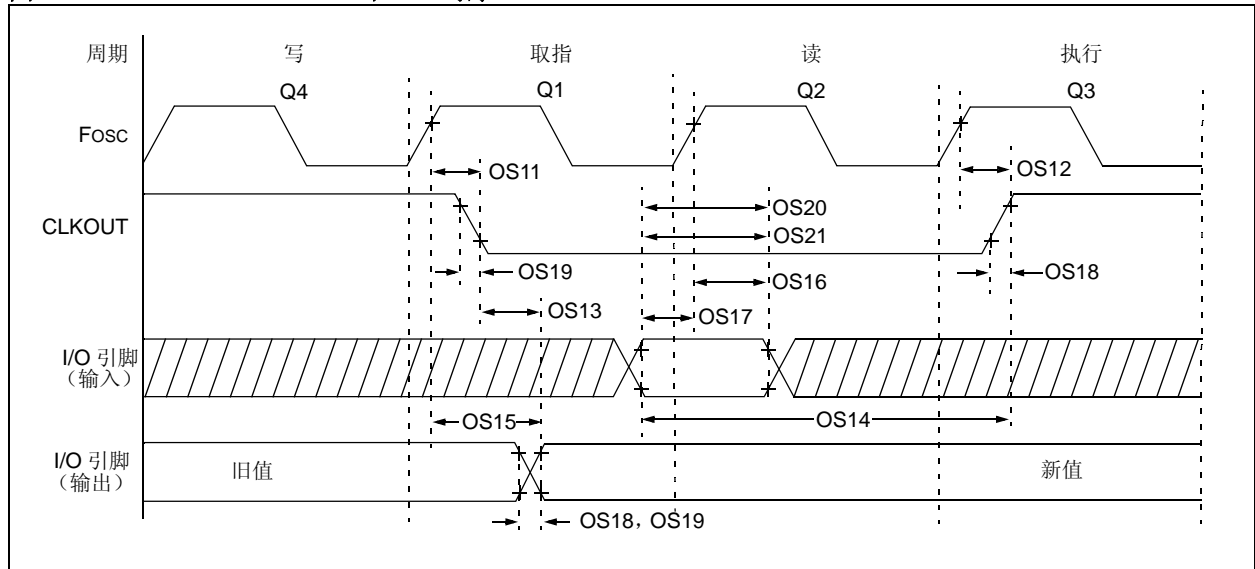 周期 写 取指 读 执行
Q4 Q1 Q2 Q3
FOSC
OS11 OS12
CLKOUT
OS20
OS21
OS19 OS16 OS18
OS13 OS17
I/O 引脚
（输入）
OS15 OS14
I/O 引脚
（输出）
旧值 新值
OS18，OS19